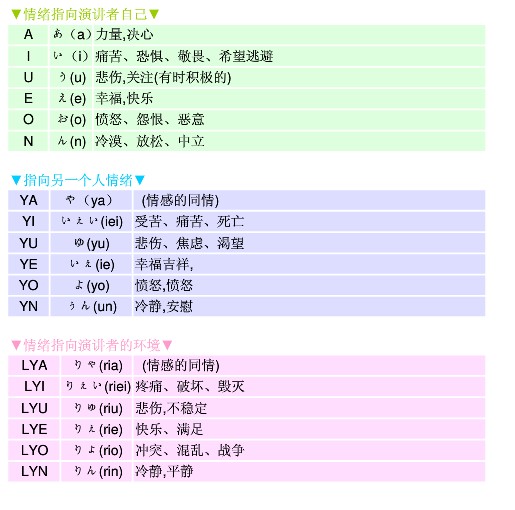 ▼情绪指向演讲者自己▼
A あ（a） 力量,决心
I い（i） 痛苦、恐惧、敬畏、希望逃避
U う(u) 悲伤,关注(有时积极的)
E え(e) 幸福,快乐
O お(o) 愤怒、怨恨、恶意
N ん(n) 冷漠、放松、中立
▼指向另一个人情绪▼
YA や（ya） (情感的同情)
YI いぇい(iei) 受苦、痛苦、死亡
YU ゆ(yu) 悲伤、焦虑、渴望
YE いぇ(ie) 幸福吉祥,
YO よ(yo) 愤怒,愤怒
YN うん(un) 冷静,安慰
▼情绪指向演讲者的环境▼
LYA りや(ria) (情感的同情)
LYI りぇい(riei) 疼痛、破坏、毁灭
LYU りゆ(riu) 悲伤,不稳定
LYE りぇ(rie) 快乐、满足
LYO りよ(rio) 冲突、混乱、战争
LYN りん(rin) 冷静,平静